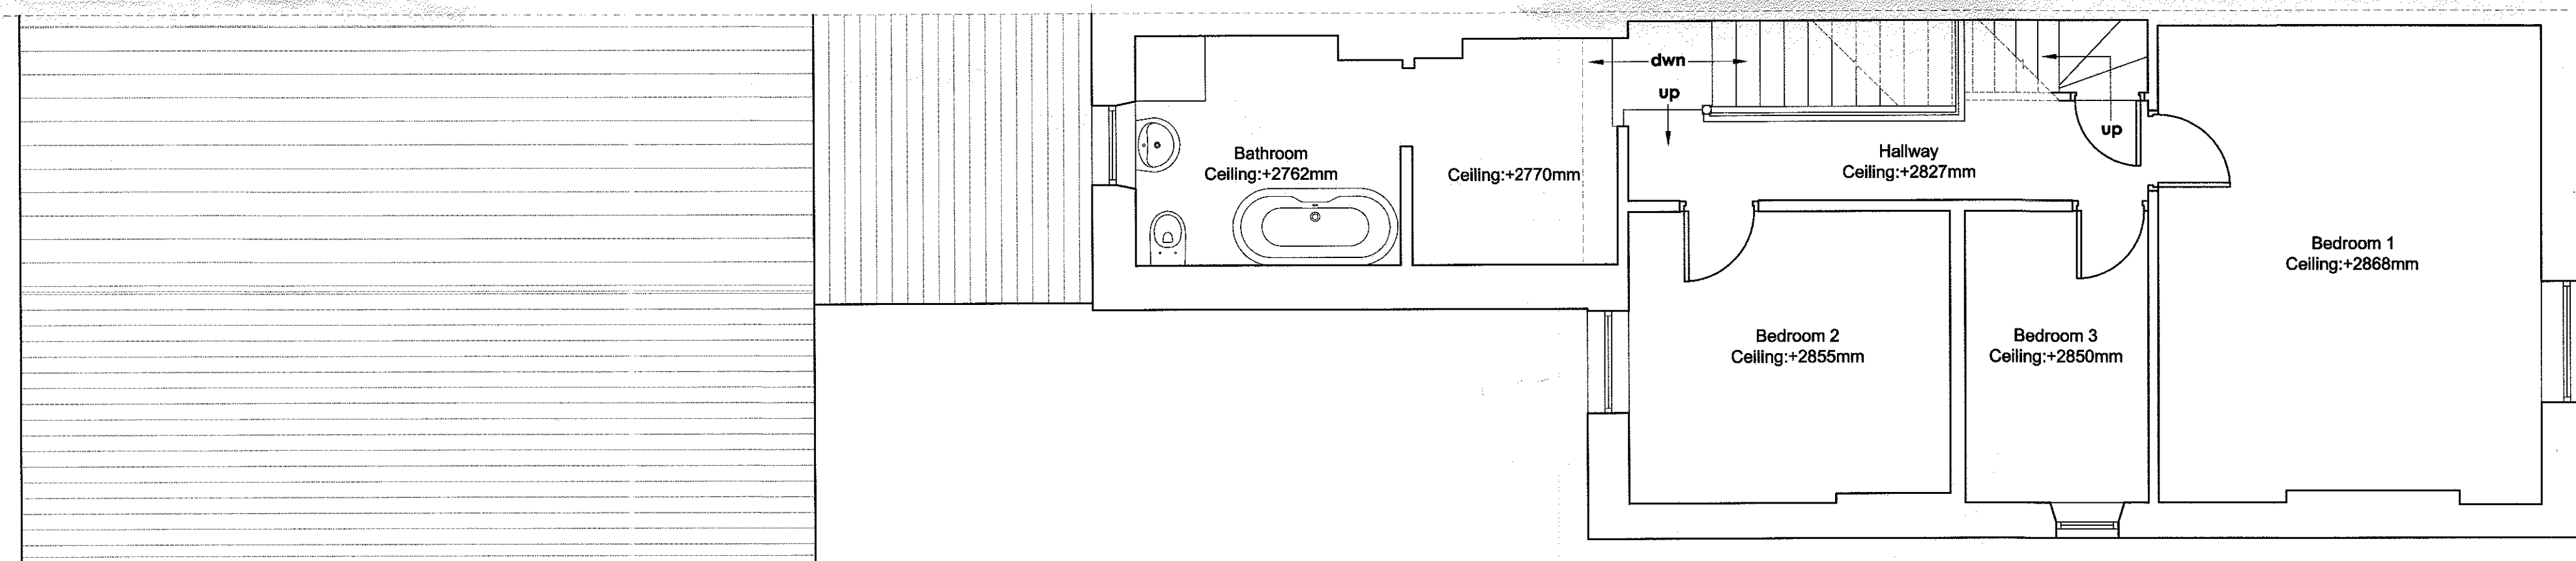 dwn
up
up
Bathroom
Ceiling:+2762mm
Ceiling:+2770mm
Hallway
Ceiling:+2827mm
Bedroom 1
Ceiling:+2868mm
Bedroom 2
Ceiling:+2855mm
Bedroom 3
Ceiling:+2850mm